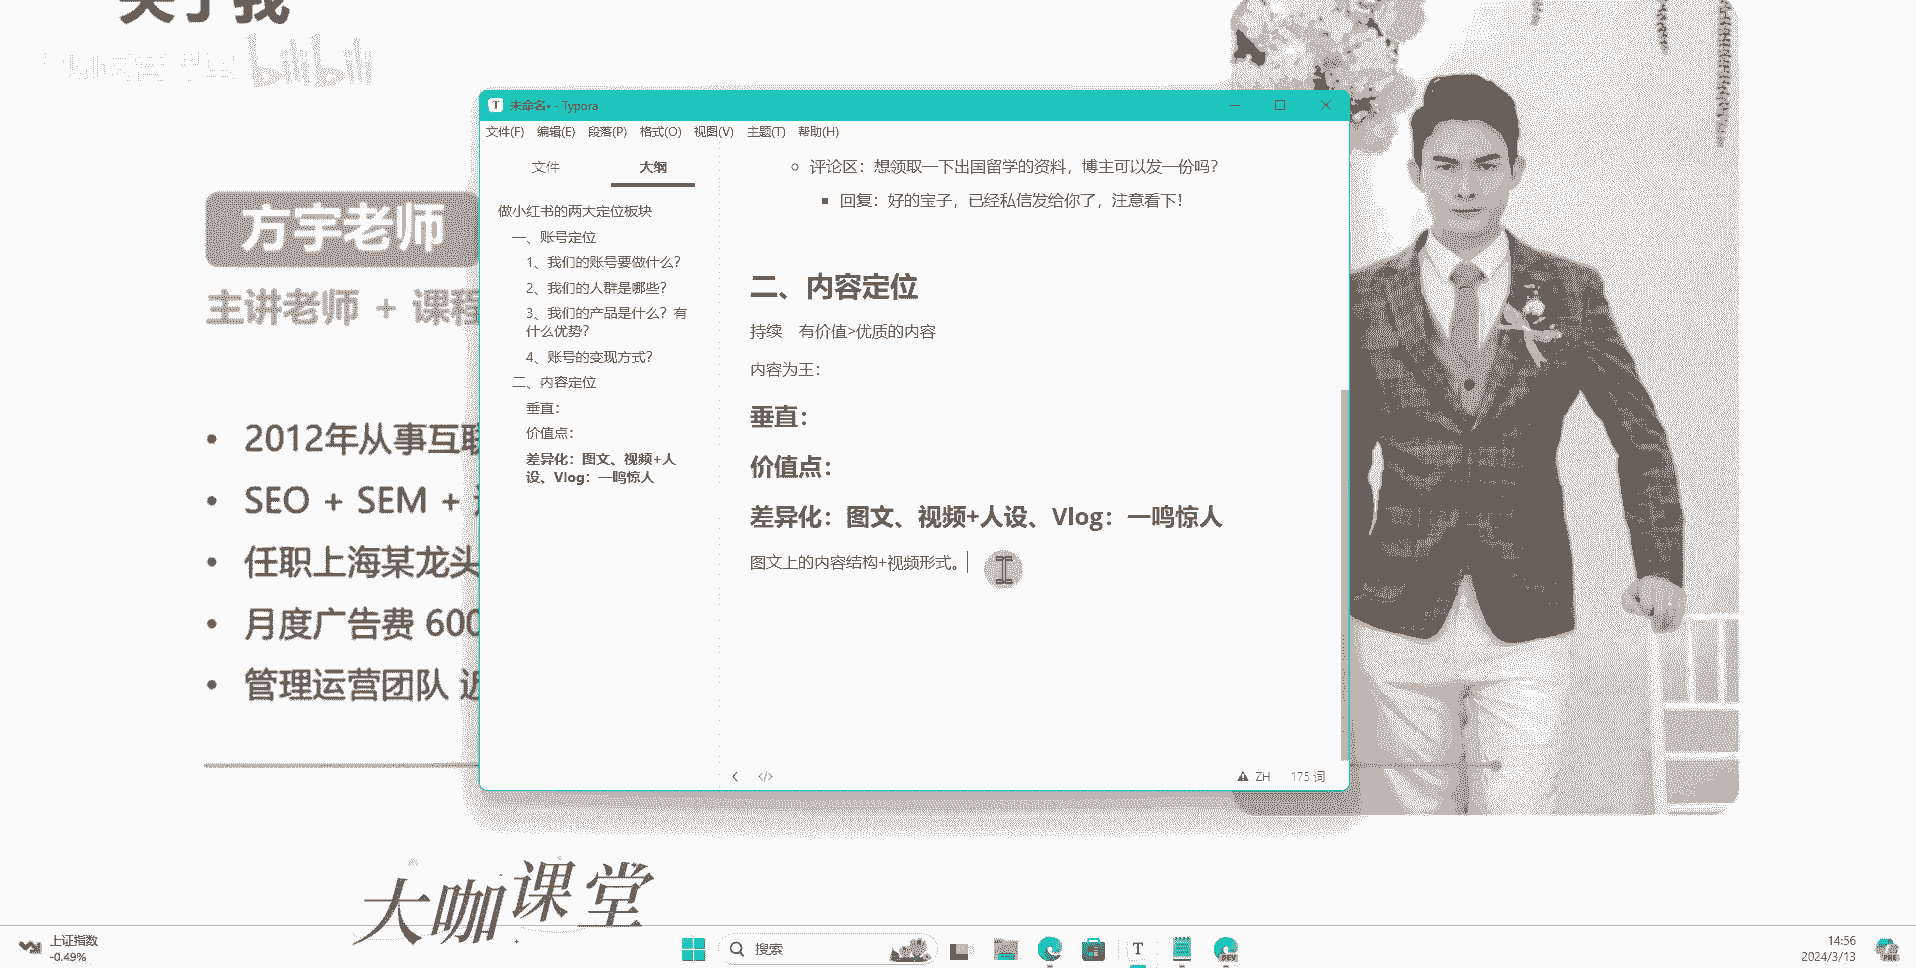 关于我
bilibili
方宇老师
主讲老师 + 课程
2012年从事互联
SEO + SEM +
任职上海某龙头
月度广告费 600
管理运营团队 近
未命名• - Typora
文件(F) 编辑(E) 段落(P) 格式(O) 视图(V) 主题(T) 帮助(H)
文件 大纲
做小红书的两大定位板块
一、账号定位
1、我们的账号要做什么?
2、我们的人群是哪些?
3、我们的产品是什么? 有
什么优势?
4、账号的变现方式?
二、内容定位
垂直:
价值点:
差异化: 图文、视频+人
设、Vlog: 一鸣惊人
评论区: 想领取一下出国留学的资料, 博主可以发一份吗?
回复: 好的宝子, 已经私信发给你了, 注意看下!
二、内容定位
持续 有价值>优质的内容
内容为王:
垂直:
价值点:
差异化: 图文、视频+人设、Vlog: 一鸣惊人
图文上的内容结构+视频形式。
ZH 175 词
大咖课堂
上证指数
-0.49%
搜索
T
DEV
14:56
2024/3/13
PRE